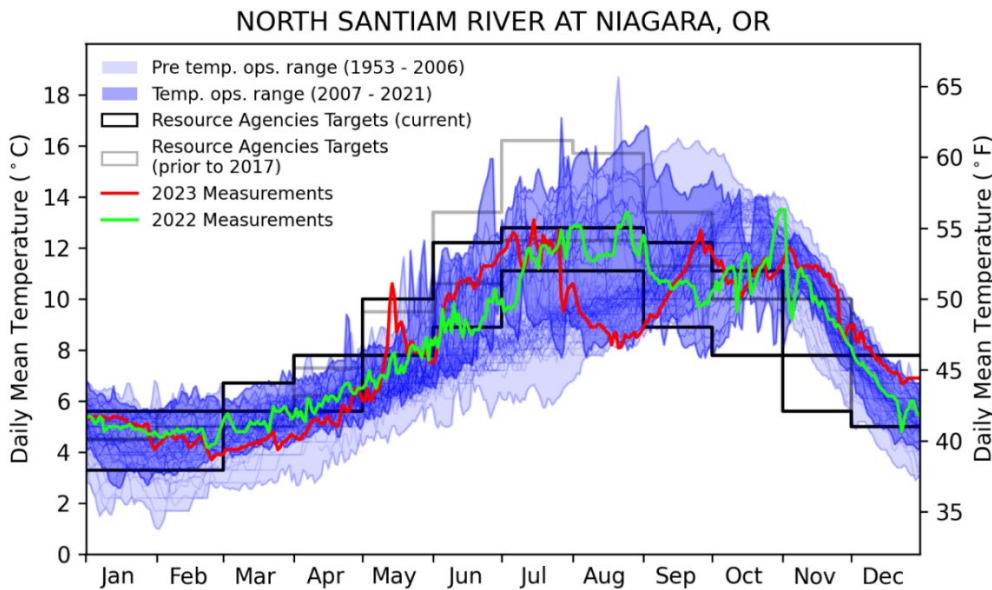 NORTH SANTIAM RIVER AT NIAGARA, OR
Pre temp. ops. range (1953 - 2006)
Temp. ops. range (2007 - 2021)
Resource Agencies Targets (current)
Resource Agencies Targets
(prior to 2017)
2023 Measurements
2022 Measurements
Daily Mean Temperature (°C)
18
16
14
12
10
8
6
4
2
0
Daily Mean Temperature (°F)
65
60
55
50
45
40
35
Jan Feb Mar Apr May Jun Jul Aug Sep Oct Nov Dec